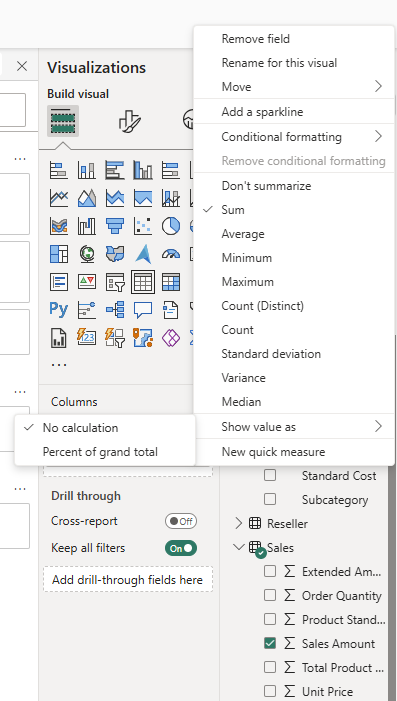 Visualizations
Build visual
Py
123
...
Columns
Remove field
Rename for this visual
Move
Add a sparkline
Conditional formatting
Remove conditional formatting
Don't summarize
Sum
Average
Minimum
Maximum
Count (Distinct)
Count
Standard deviation
Variance
Median
Show value as
New quick measure
No calculation
Percent of grand total
Drill through
Cross-report
Off
Keep all filters
On
Add drill-through fields here
Standard Cost
Subcategory
Reseller
Sales
Extended Am...
Order Quantity
Product Stand...
Sales Amount
Total Product ...
Unit Price